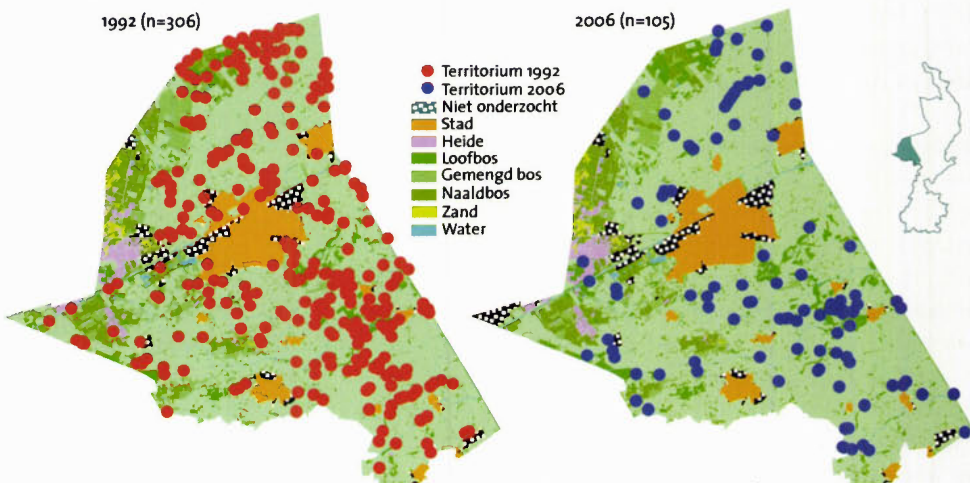 1992 (n=306)
2006 (n=105)
Territorium 1992
Territorium 2006
Niet onderzocht
Stad
Heide
Loofbos
Gemengd bos
Naaldbos
Zand
Water